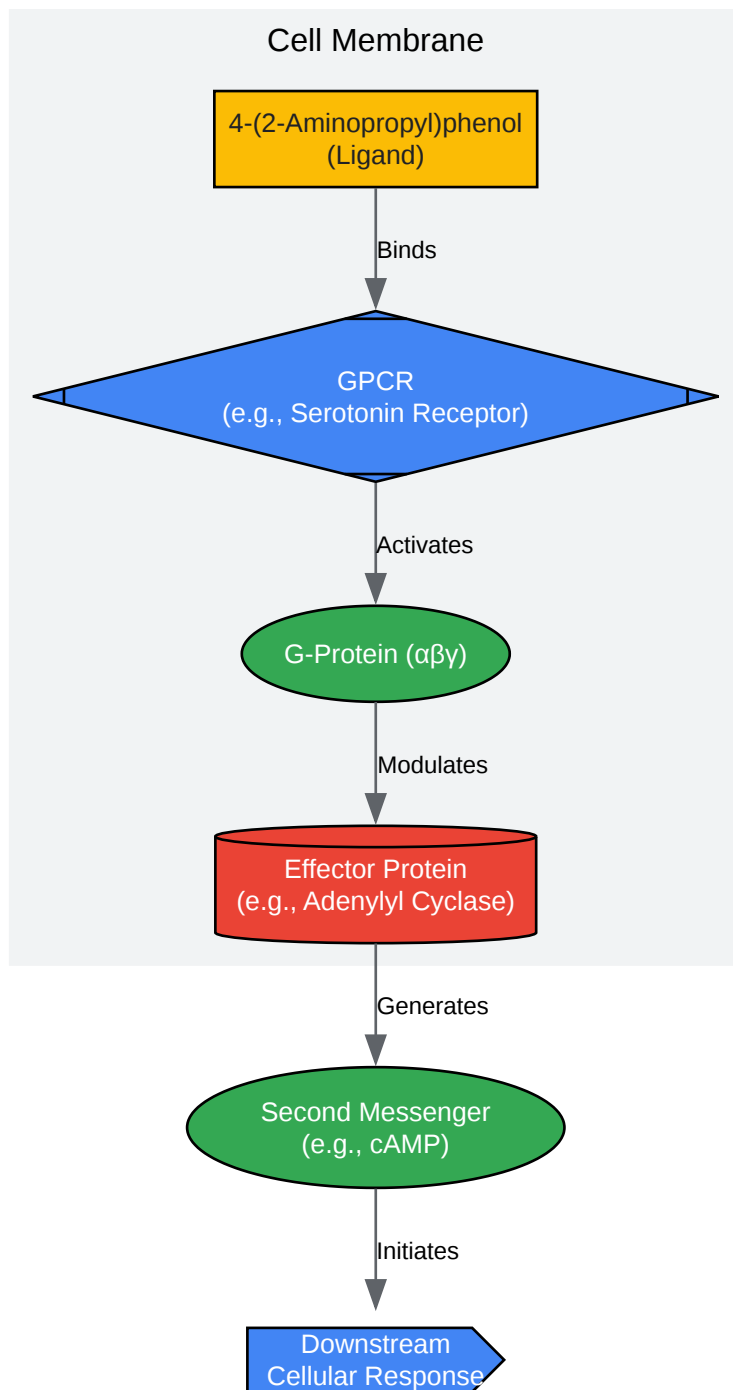 Cell Membrane
4-(2-Aminopropyl)phenol
(Ligand)
Binds
GPCR
(e.g., Serotonin Receptor)
Activates
G-Protein (αβγ)
Modulates
Effector Protein
(e.g., Adenylyl Cyclase)
Generates
Second Messenger
(e.g., cAMP)
Initiates
Downstream
Cellular Response